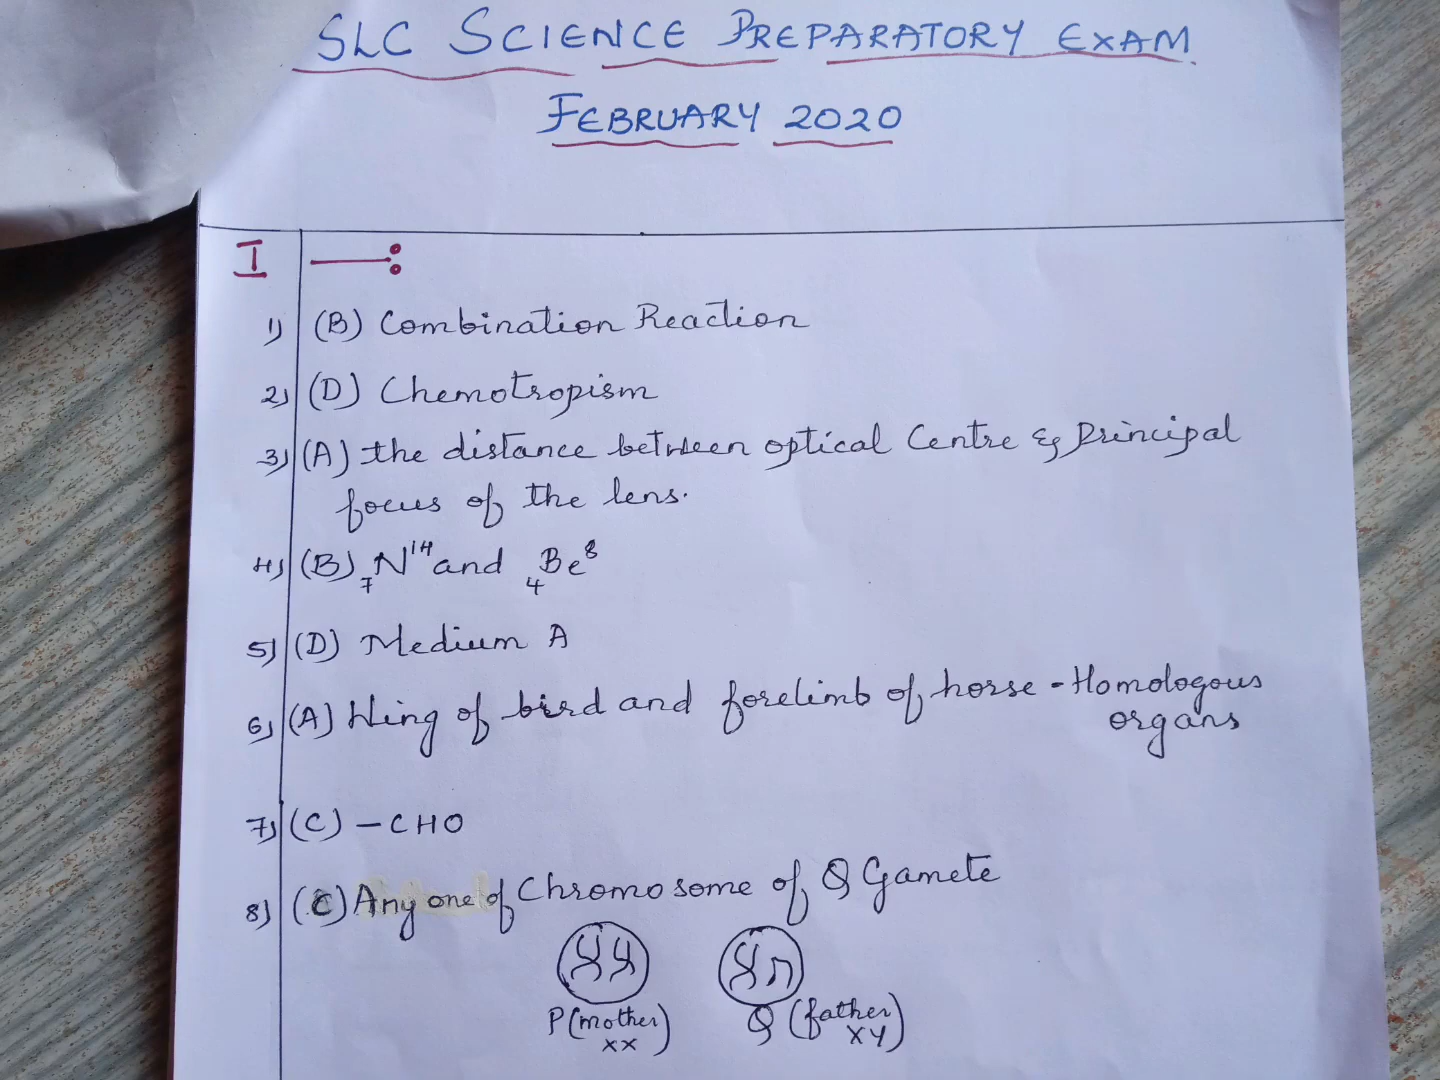 SLC SCIENCE PREPARATORY EXAM.
FEBRUARY 2020
I —:
1) (B) Combination Reaction
2) (D) Chemotropism
3) (A) the distance between optical Centre & Principal
focus of the lens.
4) (B) ₇N¹⁴ and ₄Be⁸
5) (D) Medium A
6) (A) Wing of bird and forelimb of horse - Homologous
organs
7) (C) - CHO
8) (C) Any one of Chromosome of Q Gamete
P (mother) Q (father)
XX XY